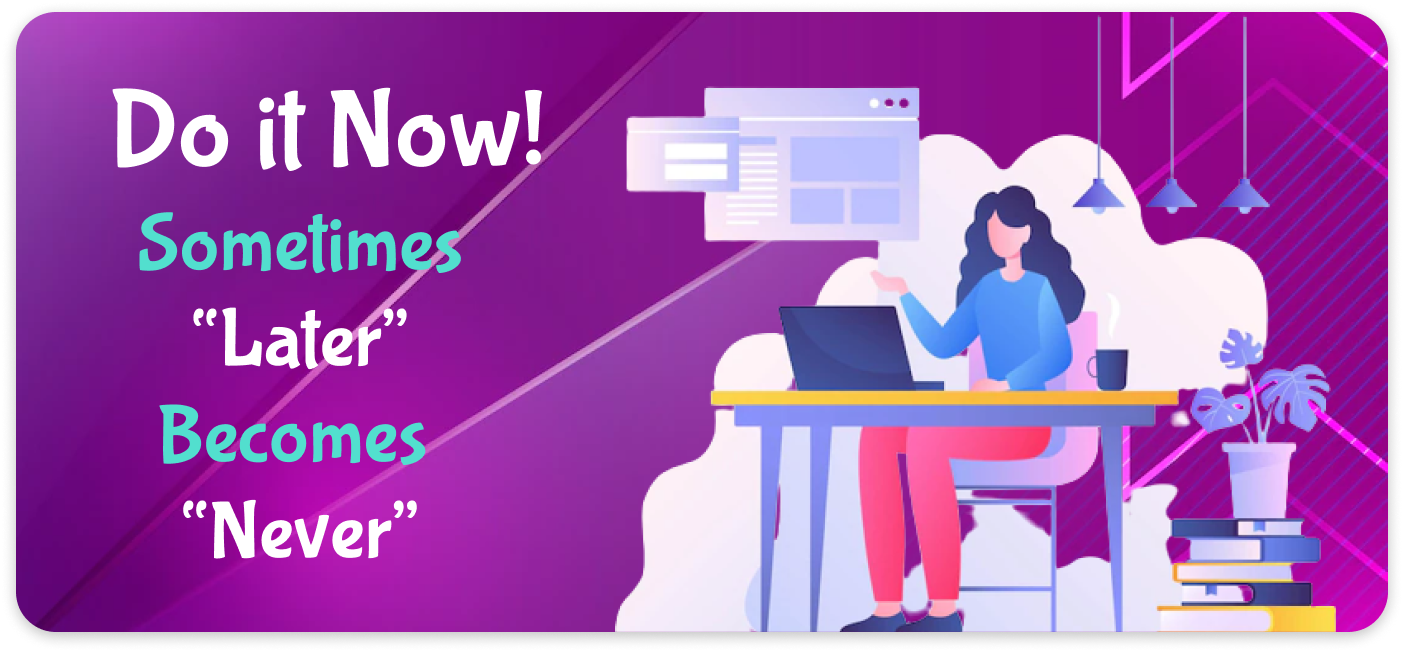 Do it Now!
Sometimes
“Later”
Becomes
“Never”